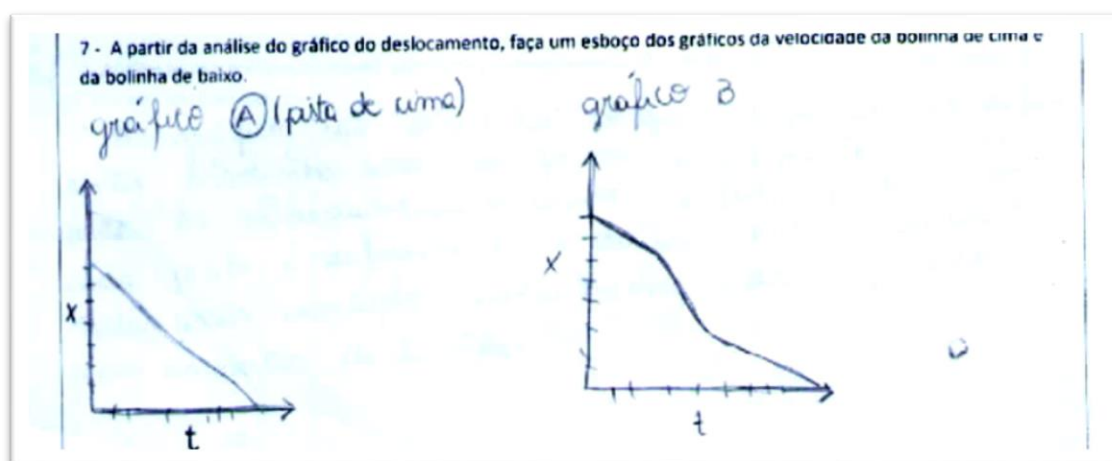 7 - A partir da análise do gráfico do deslocamento, faça um esboço dos gráficos da velocidade da bolinha de cima e
da bolinha de baixo.
gráfico A (pista de cima)
gráfico B
X
t
X
t